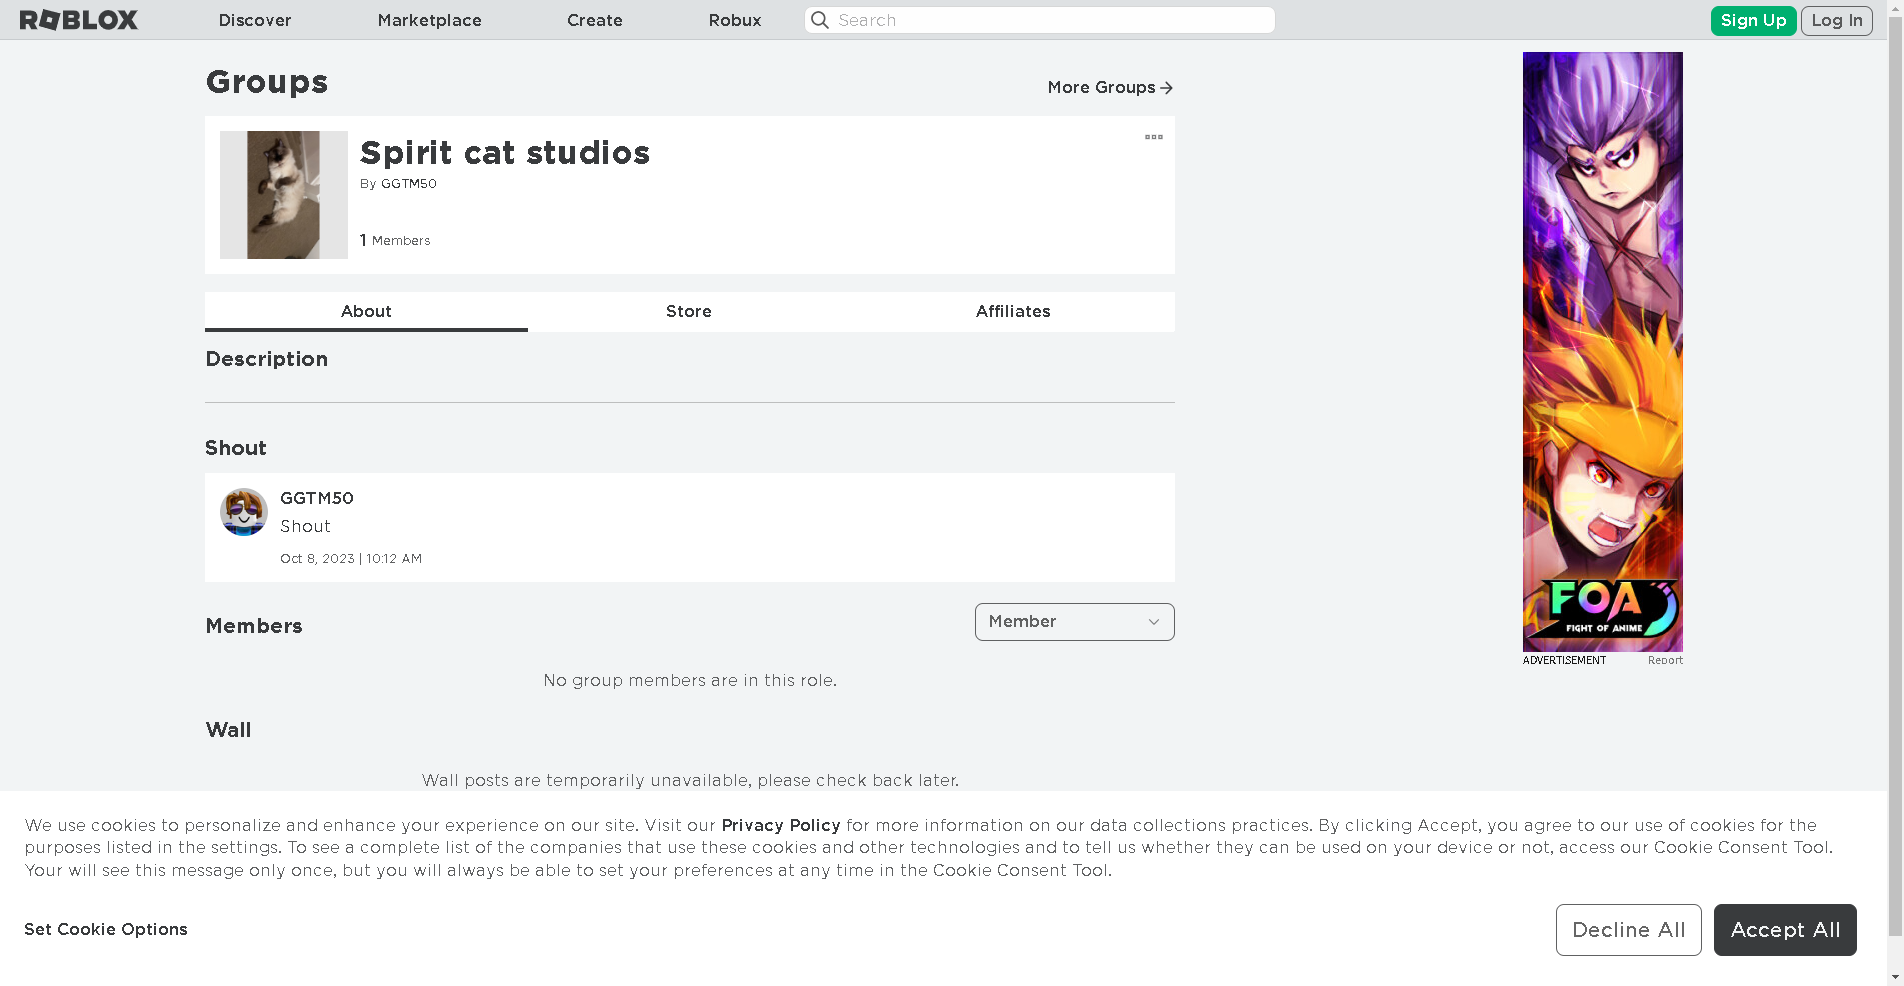 ROBLOX Discover Marketplace Create Robux Search Sign Up Log In
Groups
More Groups
Spirit cat studios
By GGTM50
1 Members
About Store Affiliates
Description
Shout
GGTM50
Shout
Oct 8, 2023 | 10:12 AM
Members
Member
No group members are in this role.
Wall
Wall posts are temporarily unavailable, please check back later.
FOA
FIGHT OF ANIME
ADVERTISEMENT Report
We use cookies to personalize and enhance your experience on our site. Visit our Privacy Policy for more information on our data collections practices. By clicking Accept, you agree to our use of cookies for the
purposes listed in the settings. To see a complete list of the companies that use these cookies and other technologies and to tell us whether they can be used on your device or not, access our Cookie Consent Tool.
Your will see this message only once, but you will always be able to set your preferences at any time in the Cookie Consent Tool.
Set Cookie Options
Decline All
Accept All